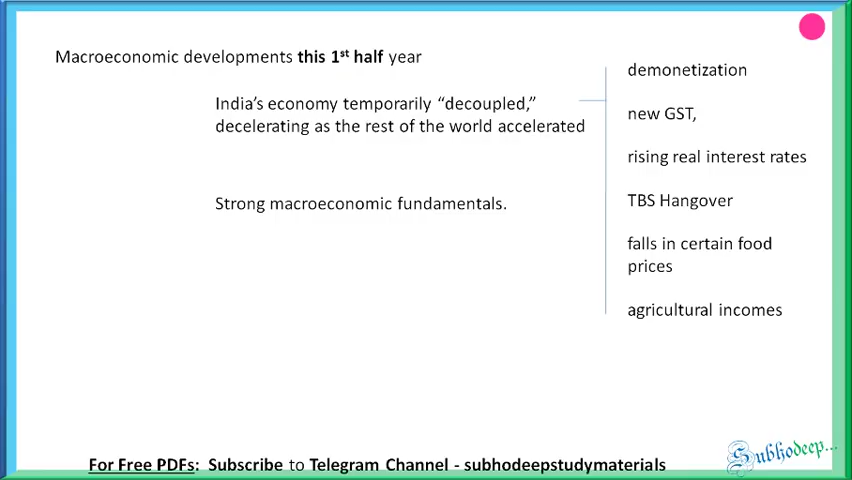 Macroeconomic developments this 1st half year
India's economy temporarily “decoupled,”
decelerating as the rest of the world accelerated
Strong macroeconomic fundamentals.
demonetization
new GST,
rising real interest rates
TBS Hangover
falls in certain food
prices
agricultural incomes
For Free PDFs: Subscribe to Telegram Channel - subhodeepstudymaterials
Subhodeep...